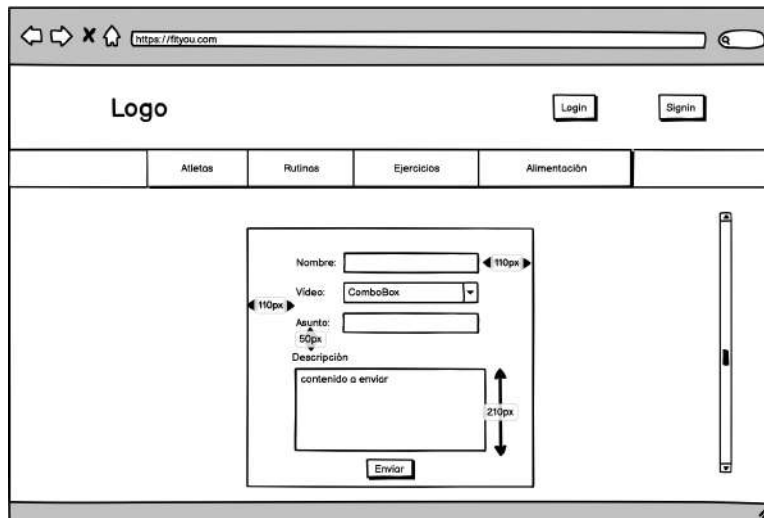 https://fityou.com
Logo
Login
Signin
Atletas
Rutinas
Ejercicios
Alimentación
Nombre:
110px
Vídeo:
ComboBox
110px
Asunto:
50px
Descripción
contenido a enviar
210px
Enviar